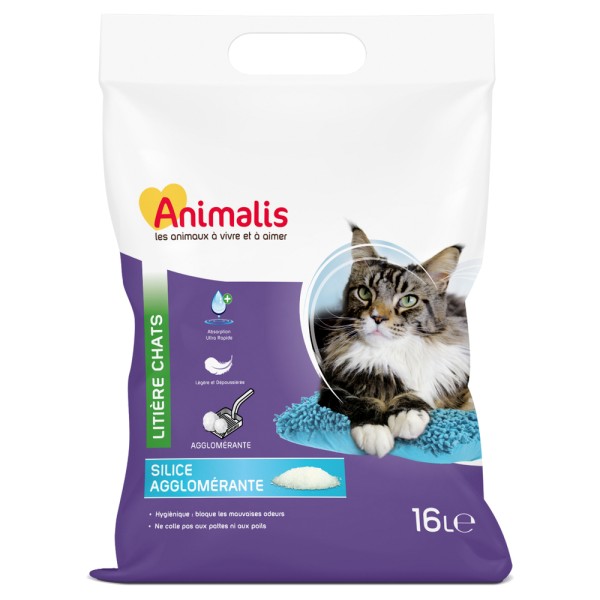 Animalis
les animaux à vivre et à aimer
LITIÈRE CHATS
Absorption
Ultra Rapide
Légère et Dépoussiérée
AGGLOMÉRANTE
SILICE
AGGLOMÉRANTE
• Hygiénique : bloque les mauvaises odeurs
• Ne colle pas aux pattes ni aux poils
16L℮